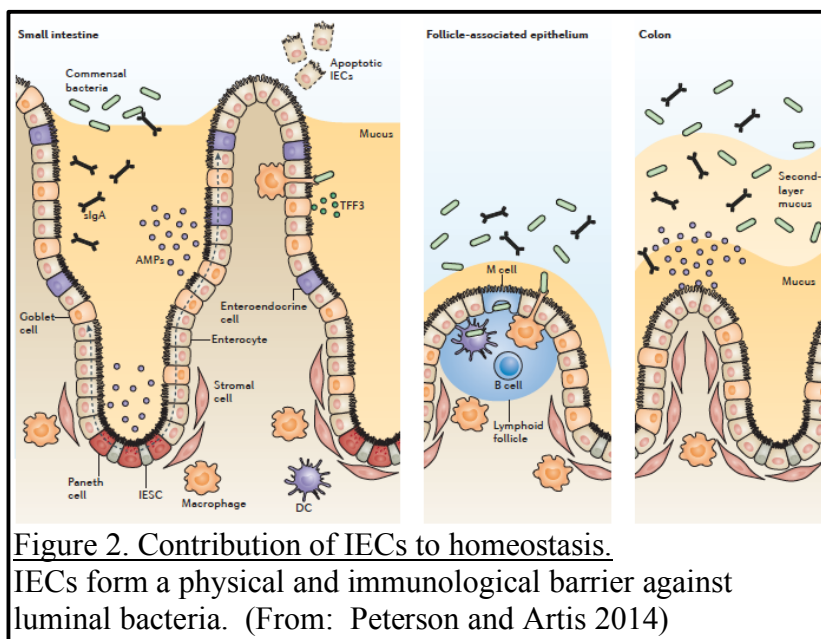 Small intestine
Commensal
bacteria
Apoptotic
IECs
Mucus
sIgA
TFF3
AMPs
Goblet
cell
Enteroendocrine
cell
Enterocyte
Stromal
cell
Paneth
cell
IESC
Macrophage
DC
Follicle-associated epithelium
M cell
B cell
Lymphoid
follicle
Colon
Second-
layer
mucus
Mucus
Figure 2. Contribution of IECs to homeostasis.
IECs form a physical and immunological barrier against
luminal bacteria. (From: Peterson and Artis 2014)